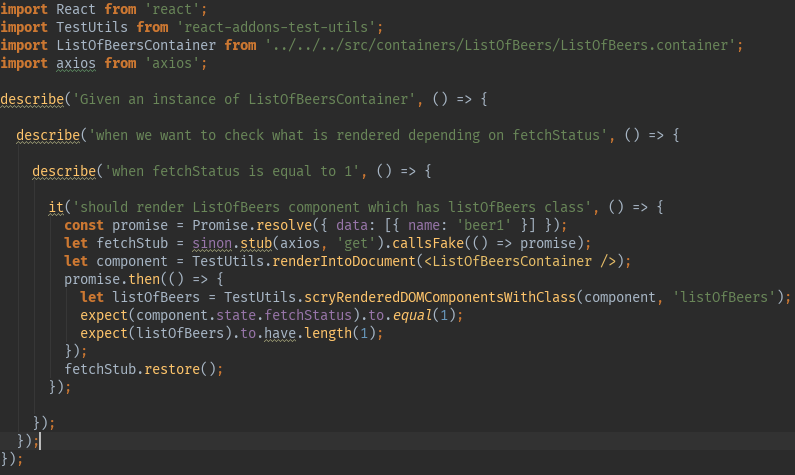 import React from 'react';
import TestUtils from 'react-addons-test-utils';
import ListOfBeersContainer from '../../../src/containers/ListOfBeers/ListOfBeers.container';
import axios from 'axios';

describe('Given an instance of ListOfBeersContainer', () => {

  describe('when we want to check what is rendered depending on fetchStatus', () => {

    describe('when fetchStatus is equal to 1', () => {

      it('should render ListOfBeers component which has listOfBeers class', () => {
        const promise = Promise.resolve({ data: [{ name: 'beer1' }] });
        let fetchStub = sinon.stub(axios, 'get').callsFake(() => promise);
        let component = TestUtils.renderIntoDocument(<ListOfBeersContainer />);
        promise.then(() => {
          let listOfBeers = TestUtils.scryRenderedDOMComponentsWithClass(component, 'listOfBeers');
          expect(component.state.fetchStatus).to.equal(1);
          expect(listOfBeers).to.have.length(1);
        });
        fetchStub.restore();
      });

    });
  });
});